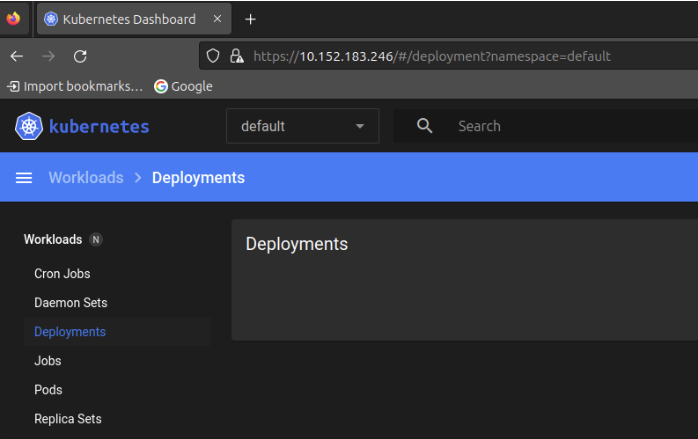 Kubernetes Dashboard
https://10.152.183.246/#/deployment?namespace=default
Import bookmarks...
Google
kubernetes
default
Search
Workloads > Deployments
Workloads N
Deployments
Cron Jobs
Daemon Sets
Deployments
Jobs
Pods
Replica Sets